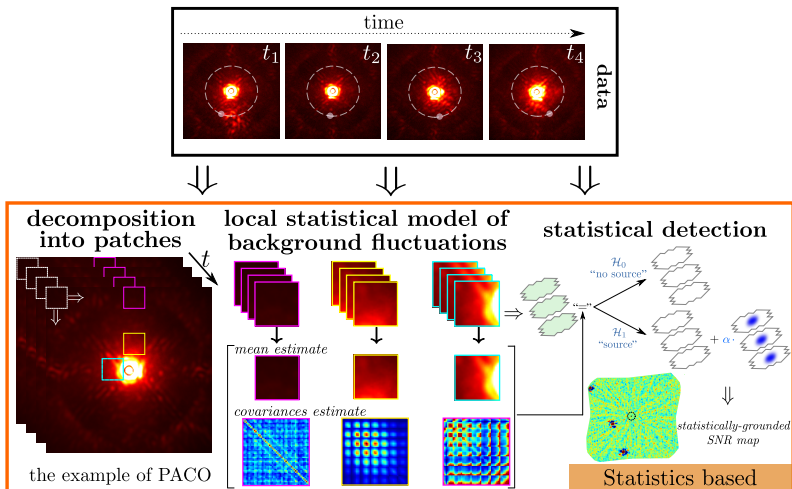 time
t₁
t₂
t₃
t₄
data
decomposition
into patches
t
local statistical model of
background fluctuations
statistical detection
ℋ₀
"no source"
"="
ℋ₁
"source"
+ α·
mean estimate
covariances estimate
statistically-grounded
SNR map
the example of PACO
Statistics based